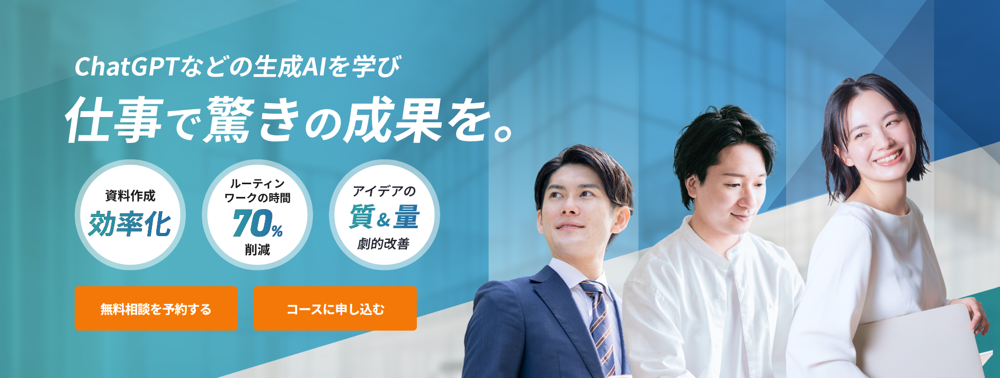 ChatGPTなどの生成AIを学び
仕事で驚きの成果を。
資料作成
効率化
ルーティン
ワークの時間
70%
削減
アイデアの
質&量
劇的改善
無料相談を予約する
コースに申し込む